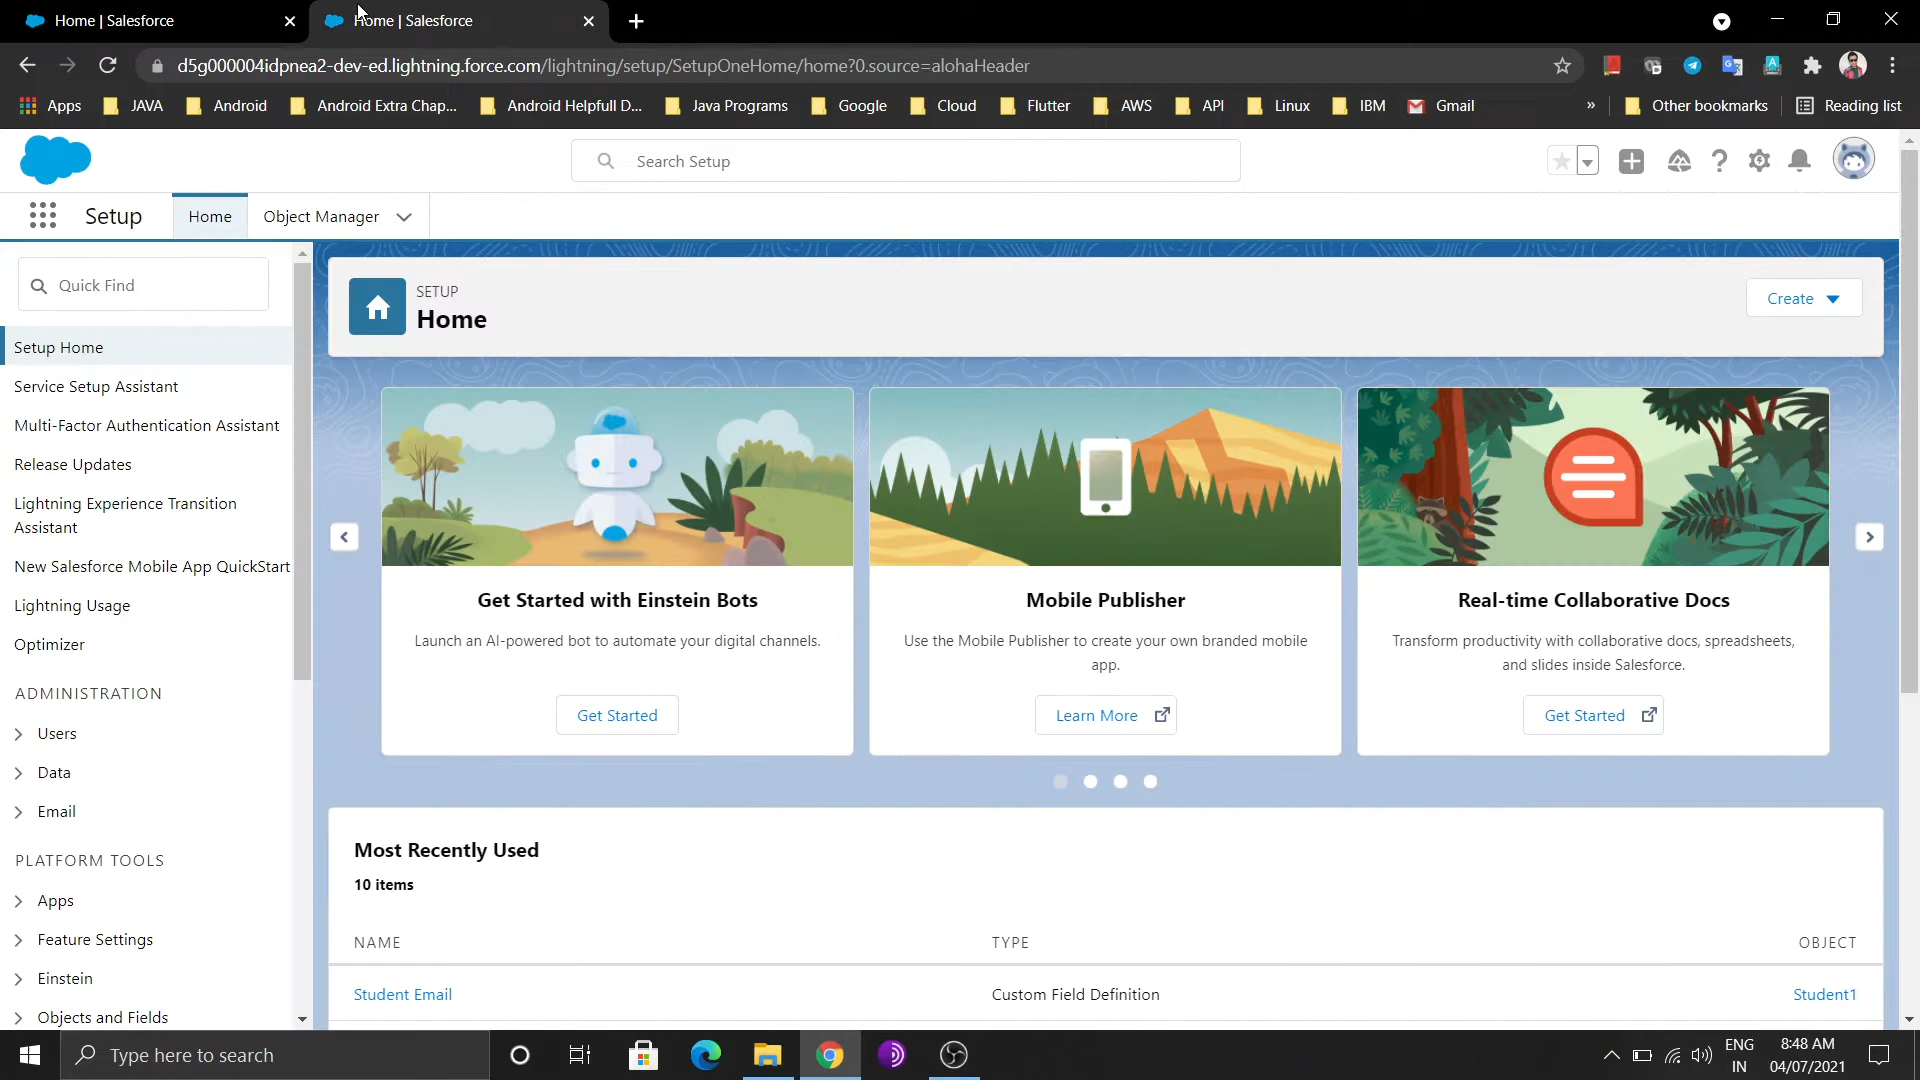 Home | Salesforce
Home | Salesforce
d5g000004idpnea2-dev-ed.lightning.force.com/lightning/setup/SetupOneHome/home?0.source=alohaHeader
Apps JAVA Android Android Extra Chap... Android Helpfull D... Java Programs Google Cloud Flutter AWS API Linux IBM Gmail » Other bookmarks Reading list
Search Setup
Setup Home Object Manager
Quick Find
Setup Home
Service Setup Assistant
Multi-Factor Authentication Assistant
Release Updates
Lightning Experience Transition
Assistant
New Salesforce Mobile App QuickStart
Lightning Usage
Optimizer
ADMINISTRATION
Users
Data
Email
PLATFORM TOOLS
Apps
Feature Settings
Einstein
Objects and Fields
SETUP
Home
Create
Get Started with Einstein Bots
Launch an AI-powered bot to automate your digital channels.
Get Started
Mobile Publisher
Use the Mobile Publisher to create your own branded mobile
app.
Learn More
Real-time Collaborative Docs
Transform productivity with collaborative docs, spreadsheets,
and slides inside Salesforce.
Get Started
Most Recently Used
10 items
NAME TYPE OBJECT
Student Email Custom Field Definition Student1
Type here to search
ENG
IN
8:48 AM
04/07/2021